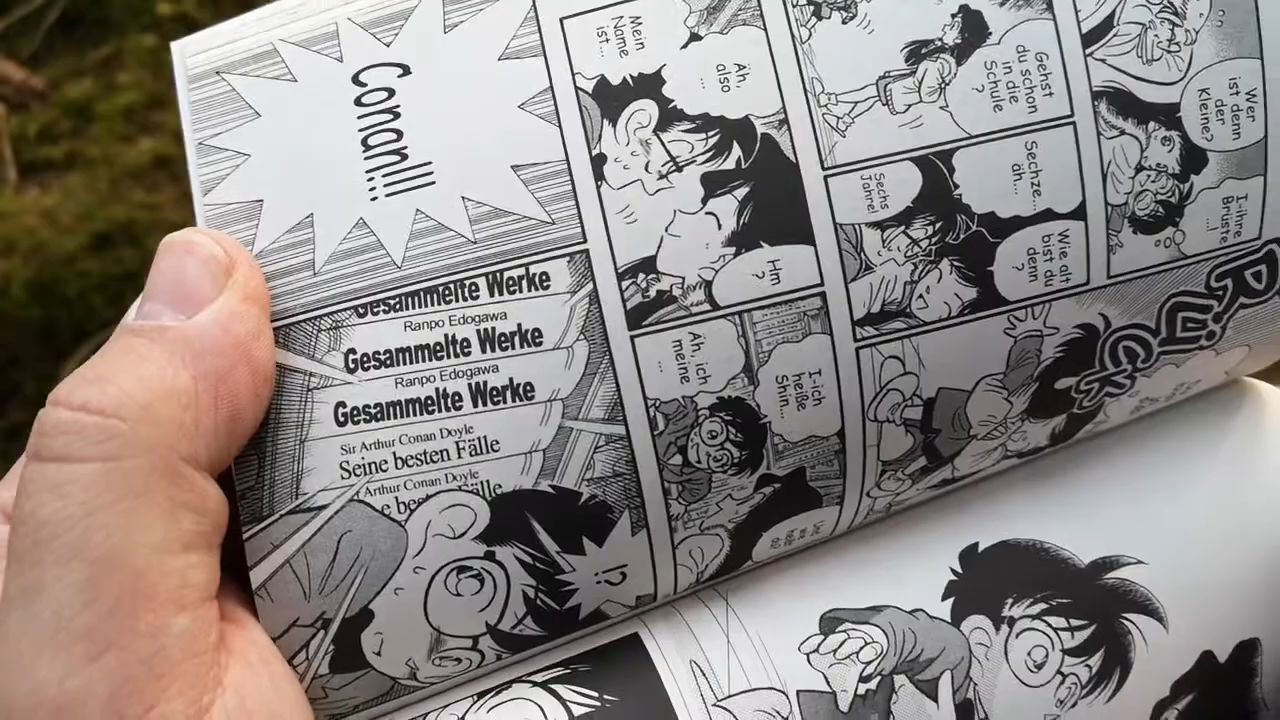 Wer
ist denn
der
Kleine?
I-ihre
Brüste
...!
Gehst
du schon
in die
Schule
?
Sechze...
äh...
Wie alt
bist du
denn
?
Sechs
Jahre!
Rück
Äh,
also
...
Mein
Name
ist...
Hm
?
I-ich
heiße
Shin...
Äh, ich
meine
...
Conan!!!
Gesammelte Werke
Ranpo Edogawa
Gesammelte Werke
Ranpo Edogawa
Gesammelte Werke
Sir Arthur Conan Doyle
Seine besten Fälle
Arthur Conan Doyle
!?